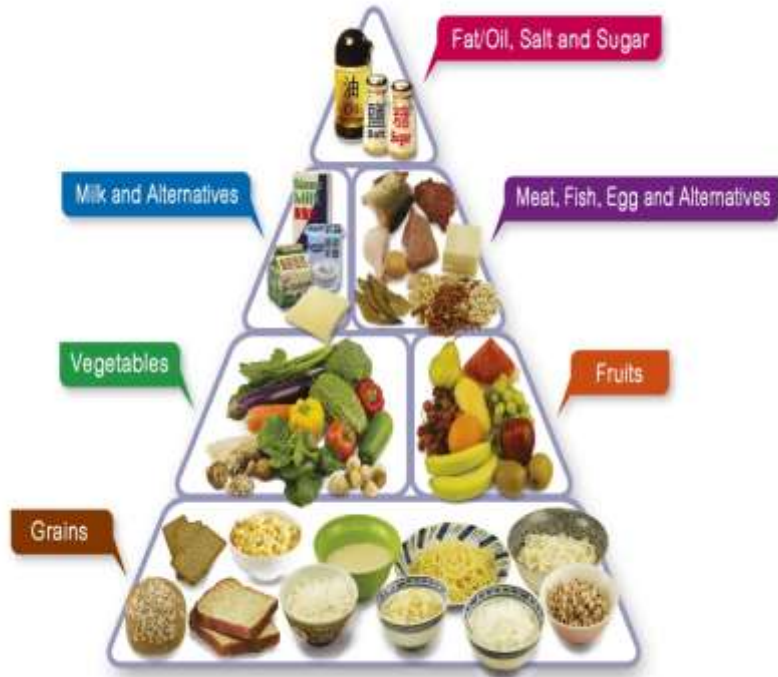 Fat/Oil, Salt and Sugar
油
Oil
鹽
Salt
糖
Sugar
Milk and Alternatives
Meat, Fish, Egg and Alternatives
Vegetables
Fruits
Grains